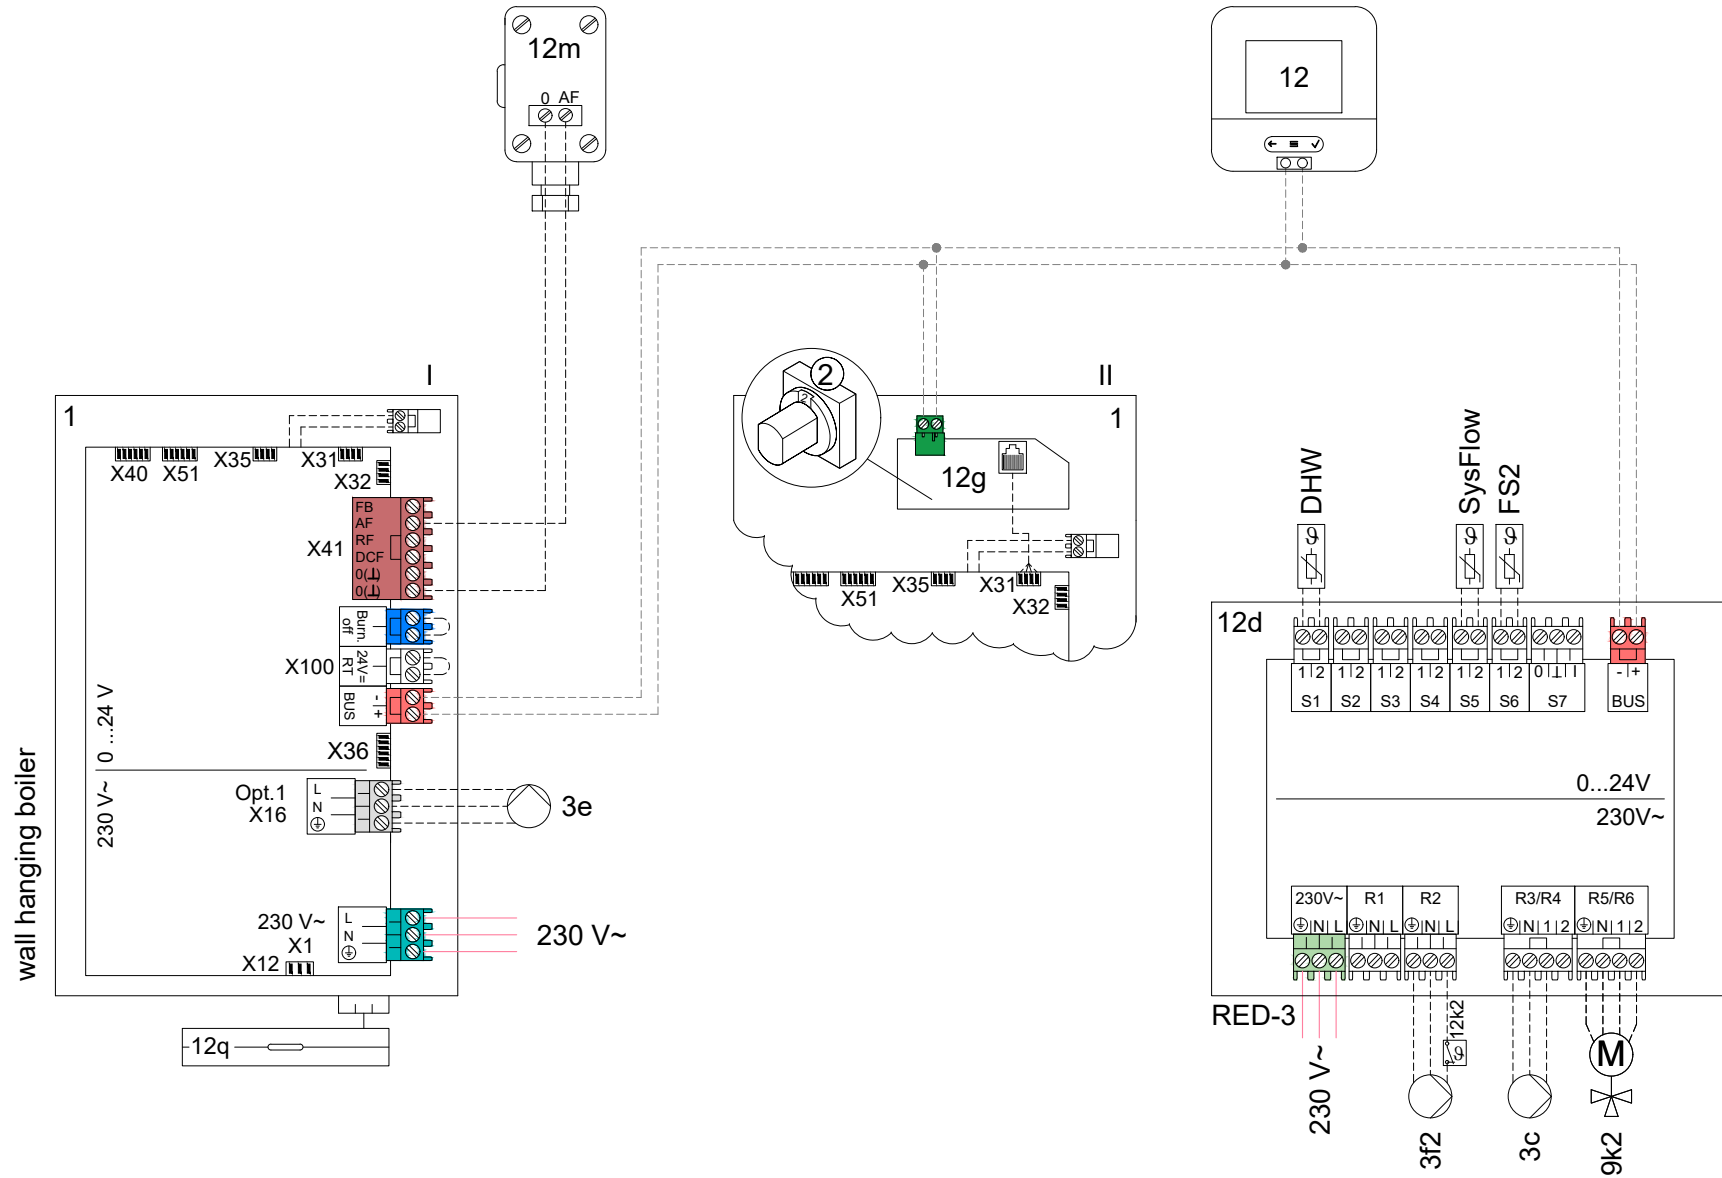 12m
0 AF
12
I
1
X40
X51
X35
X31
X32
X41
FB
AF
RF
DCF
0(⊥)
0(⊥)
Burn.
off
X100
24V=
RT
BUS
-
+
X36
0 ...24 V
230 V~
wall hanging boiler
Opt.1
X16
L
N
3e
230 V~
X1
L
N
230 V~
X12
12q
II
1
2
2
12g
X51
X35
X31
X32
DHW
SysFlow
FS2
12d
1 2
S1
1 2
S2
1 2
S3
1 2
S4
1 2
S5
1 2
S6
0 ⊥ I
S7
- +
BUS
0...24V
230V~
230V~
N L
R1
N L
R2
N L
R3/R4
N 1 2
R5/R6
N 1 2
RED-3
230 V~
12k2
3f2
3c
M
9k2